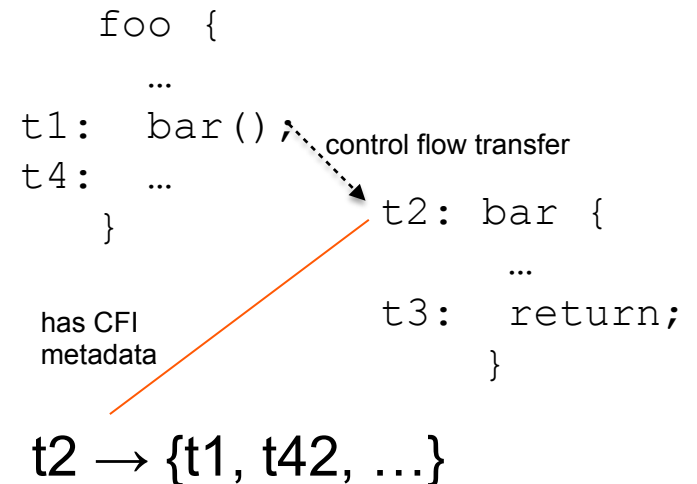 foo {
…
t1: bar();
control flow transfer
t4: …
}
t2: bar {
…
t3: return;
}
has CFI
metadata
t2 → {t1, t42, …}